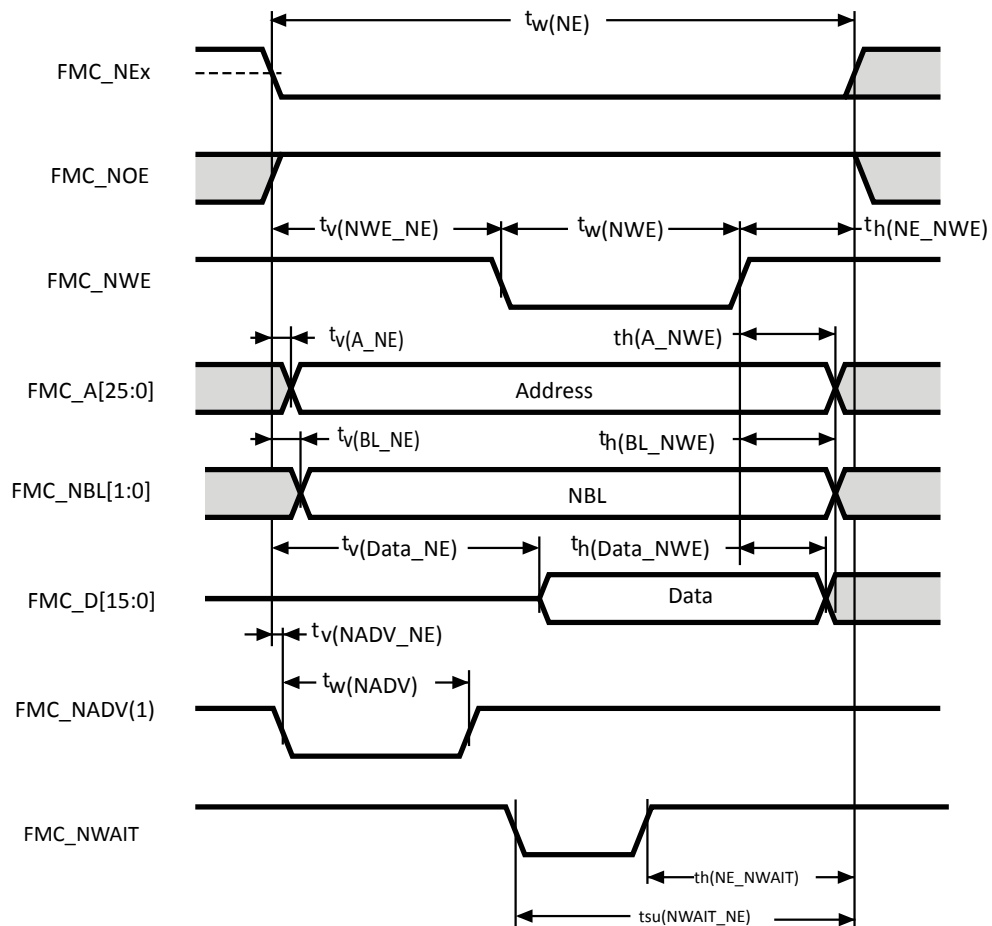 tw(NE)
FMC_NEx
FMC_NOE
tv(NWE_NE) tw(NWE) th(NE_NWE)
FMC_NWE
tv(A_NE) th(A_NWE)
FMC_A[25:0] Address
tv(BL_NE) th(BL_NWE)
FMC_NBL[1:0] NBL
tv(Data_NE) th(Data_NWE)
FMC_D[15:0] Data
tv(NADV_NE)
tw(NADV)
FMC_NADV(1)
FMC_NWAIT
th(NE_NWAIT)
tsu(NWAIT_NE)